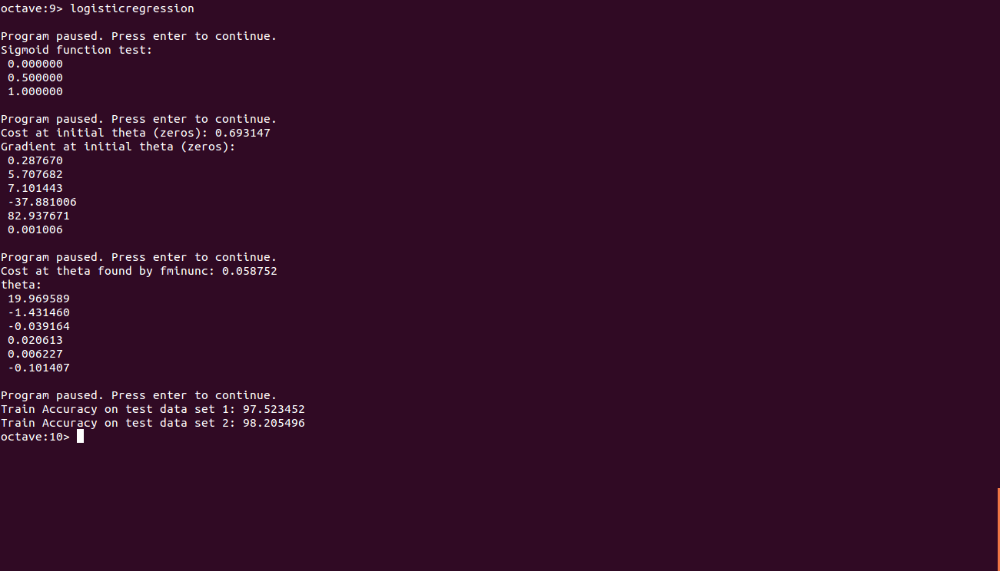 octave:9> logisticregression
Program paused. Press enter to continue.
Sigmoid function test:
0.000000
0.500000
1.000000
Program paused. Press enter to continue.
Cost at initial theta (zeros): 0.693147
Gradient at initial theta (zeros):
0.287670
5.707682
7.101443
-37.881006
82.937671
0.001006
Program paused. Press enter to continue.
Cost at theta found by fminunc: 0.058752
theta:
19.969589
-1.431460
-0.039164
0.020613
0.006227
-0.101407
Program paused. Press enter to continue.
Train Accuracy on test data set 1: 97.523452
Train Accuracy on test data set 2: 98.205496
octave:10>